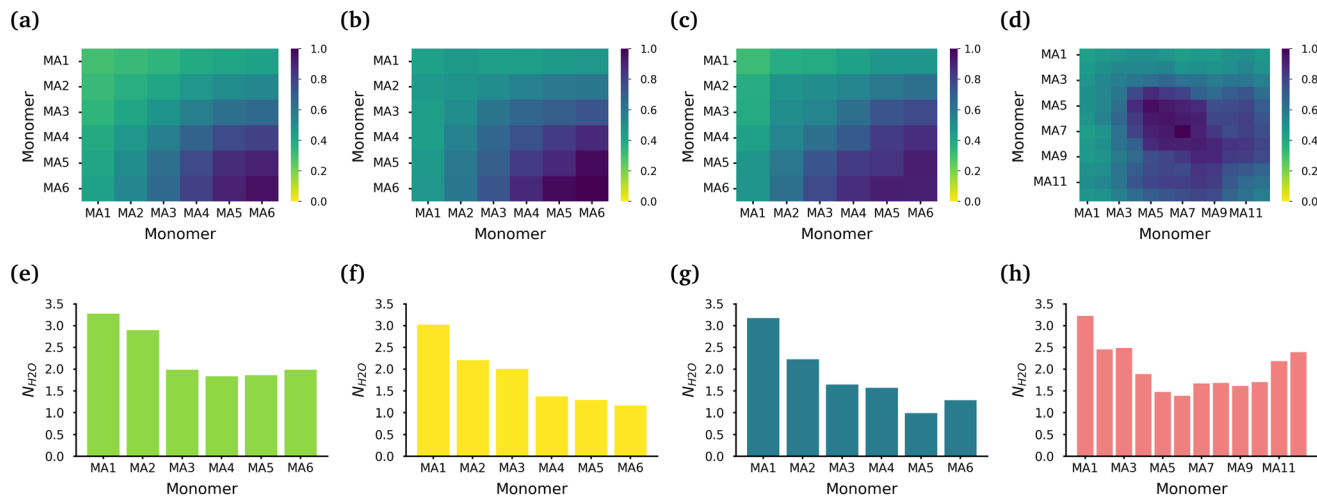 (a)
MA1
MA2
MA3
MA4
MA5
MA6
Monomer
MA1 MA2 MA3 MA4 MA5 MA6
Monomer
1.0
0.8
0.6
0.4
0.2
0.0
(b)
MA1
MA2
MA3
MA4
MA5
MA6
Monomer
MA1 MA2 MA3 MA4 MA5 MA6
Monomer
1.0
0.8
0.6
0.4
0.2
0.0
(c)
MA1
MA2
MA3
MA4
MA5
MA6
Monomer
MA1 MA2 MA3 MA4 MA5 MA6
Monomer
1.0
0.8
0.6
0.4
0.2
0.0
(d)
MA1
MA3
MA5
MA7
MA9
MA11
Monomer
MA1 MA3 MA5 MA7 MA9 MA11
Monomer
1.0
0.8
0.6
0.4
0.2
0.0
(e)
3.5
3.0
2.5
2.0
1.5
1.0
0.5
0.0
N_H2O
MA1 MA2 MA3 MA4 MA5 MA6
Monomer
(f)
3.5
3.0
2.5
2.0
1.5
1.0
0.5
0.0
N_H2O
MA1 MA2 MA3 MA4 MA5 MA6
Monomer
(g)
3.5
3.0
2.5
2.0
1.5
1.0
0.5
0.0
N_H2O
MA1 MA2 MA3 MA4 MA5 MA6
Monomer
(h)
3.5
3.0
2.5
2.0
1.5
1.0
0.5
0.0
N_H2O
MA1 MA3 MA5 MA7 MA9 MA11
Monomer